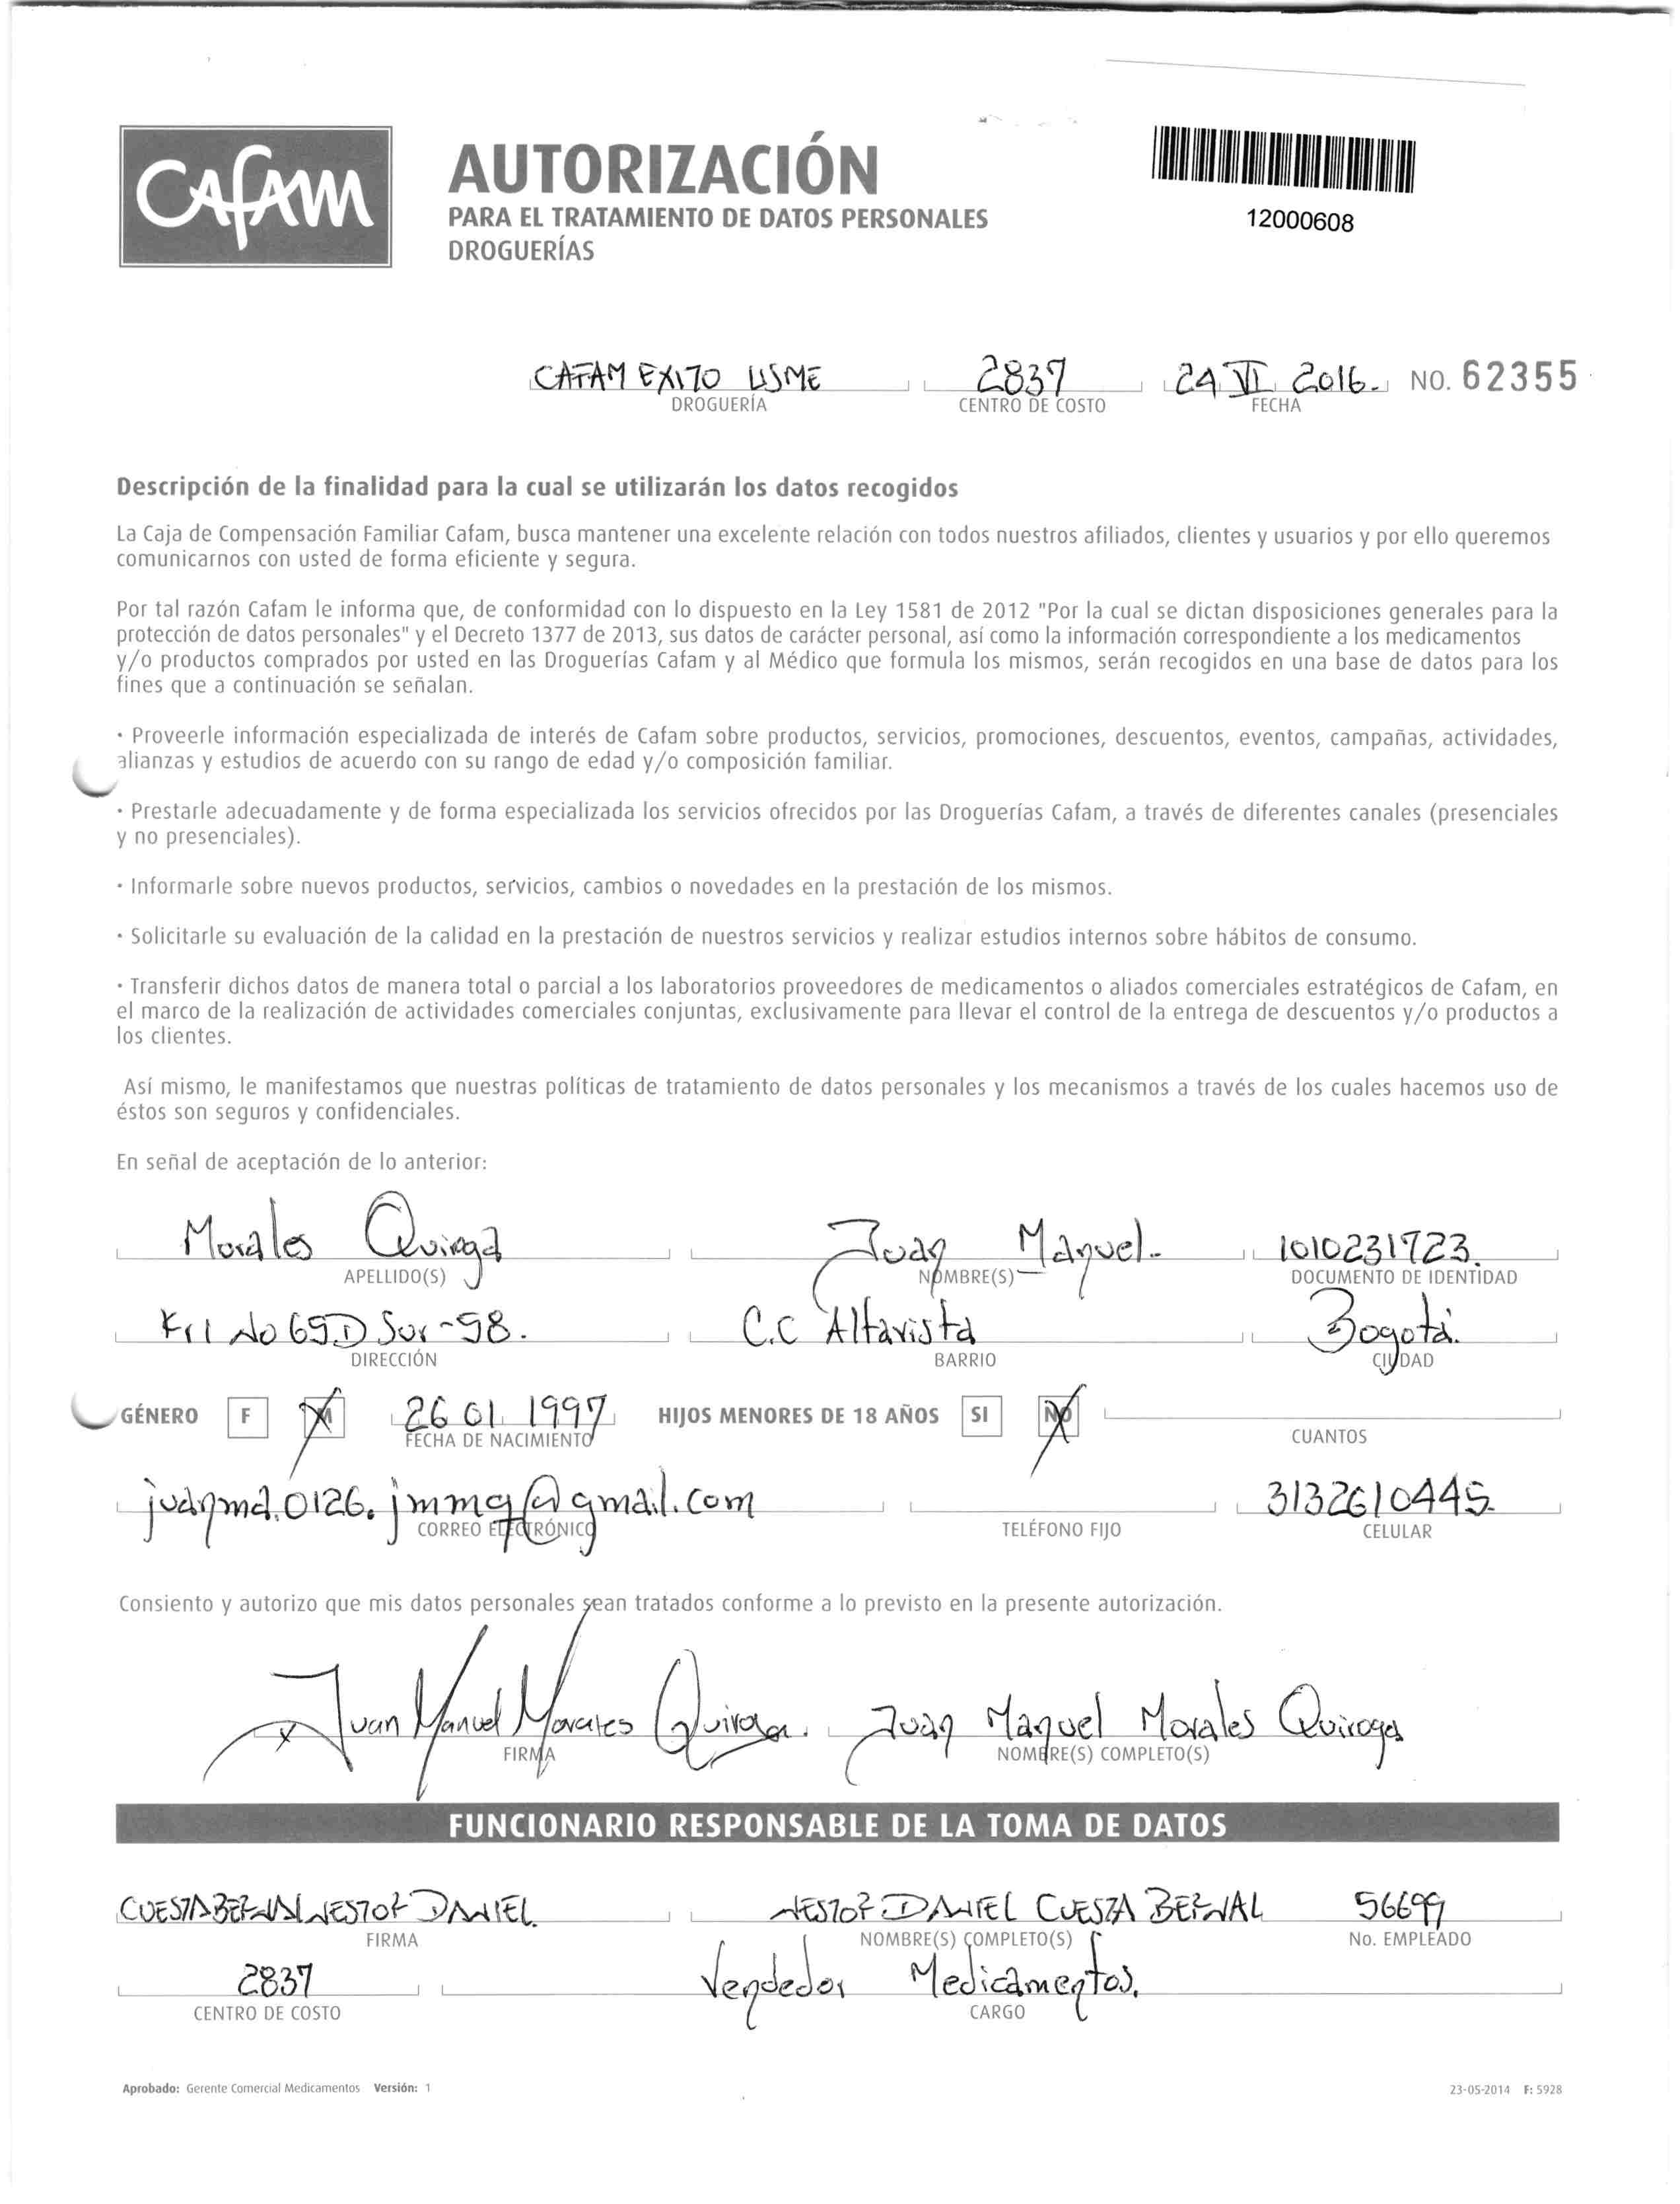 CAFAM
AUTORIZACIÓN
PARA EL TRATAMIENTO DE DATOS PERSONALES
DROGUERÍAS
12000608
CAFAM EXITO USME 2837 24 VI 2016. NO. 62355
DROGUERÍA CENTRO DE COSTO FECHA
Descripción de la finalidad para la cual se utilizarán los datos recogidos
La Caja de Compensación Familiar Cafam, busca mantener una excelente relación con todos nuestros afiliados, clientes y usuarios y por ello queremos
comunicarnos con usted de forma eficiente y segura.
Por tal razón Cafam le informa que, de conformidad con lo dispuesto en la Ley 1581 de 2012 "Por la cual se dictan disposiciones generales para la
protección de datos personales" y el Decreto 1377 de 2013, sus datos de carácter personal, así como la información correspondiente a los medicamentos
y/o productos comprados por usted en las Droguerías Cafam y al Médico que formula los mismos, serán recogidos en una base de datos para los
fines que a continuación se señalan.
· Proveerle información especializada de interés de Cafam sobre productos, servicios, promociones, descuentos, eventos, campañas, actividades,
alianzas y estudios de acuerdo con su rango de edad y/o composición familiar.
· Prestarle adecuadamente y de forma especializada los servicios ofrecidos por las Droguerías Cafam, a través de diferentes canales (presenciales
y no presenciales).
· Informarle sobre nuevos productos, servicios, cambios o novedades en la prestación de los mismos.
· Solicitarle su evaluación de la calidad en la prestación de nuestros servicios y realizar estudios internos sobre hábitos de consumo.
· Transferir dichos datos de manera total o parcial a los laboratorios proveedores de medicamentos o aliados comerciales estratégicos de Cafam, en
el marco de la realización de actividades comerciales conjuntas, exclusivamente para llevar el control de la entrega de descuentos y/o productos a
los clientes.
Así mismo, le manifestamos que nuestras políticas de tratamiento de datos personales y los mecanismos a través de los cuales hacemos uso de
éstos son seguros y confidenciales.
En señal de aceptación de lo anterior:
Morales Quiroga Juan Manuel. 1010231723.
APELLIDO(S) NOMBRE(S) DOCUMENTO DE IDENTIDAD
Kr1 No 65D Sur-58. C.C Altavista Bogotá.
DIRECCIÓN BARRIO CIUDAD
GÉNERO F M 26 01 1997 HIJOS MENORES DE 18 AÑOS SI NO
FECHA DE NACIMIENTO CUANTOS
juanma.0126.jmmq@gmail.com 3132610445.
CORREO ELECTRÓNICO TELÉFONO FIJO CELULAR
Consiento y autorizo que mis datos personales sean tratados conforme a lo previsto en la presente autorización.
x Juan Manuel Morales Quiroga. Juan Manuel Morales Quiroga
FIRMA NOMBRE(S) COMPLETO(S)
FUNCIONARIO RESPONSABLE DE LA TOMA DE DATOS
CUESTA BERNAL NESTOR DANIEL. NESTOR DANIEL CUESTA BERNAL 56699
FIRMA NOMBRE(S) COMPLETO(S) No. EMPLEADO
2837 Vendedor Medicamentos.
CENTRO DE COSTO CARGO
Aprobado: Gerente Comercial Medicamentos Versión: 1 23-05-2014 F: 5928